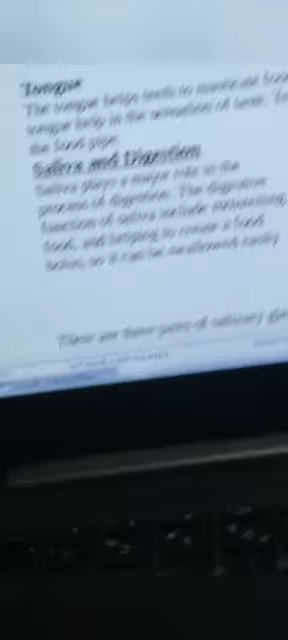 Tongue
The tongue helps teeth to masticate food
tongue help in the sensation of taste. To
the food pipe.
Saliva and Digestion
Saliva plays a major role in the
process of digestion. The digestive
function of saliva include moistening
food, and helping to create a food
bolus, so it can be swallowed easily
There are three pairs of salivary glan